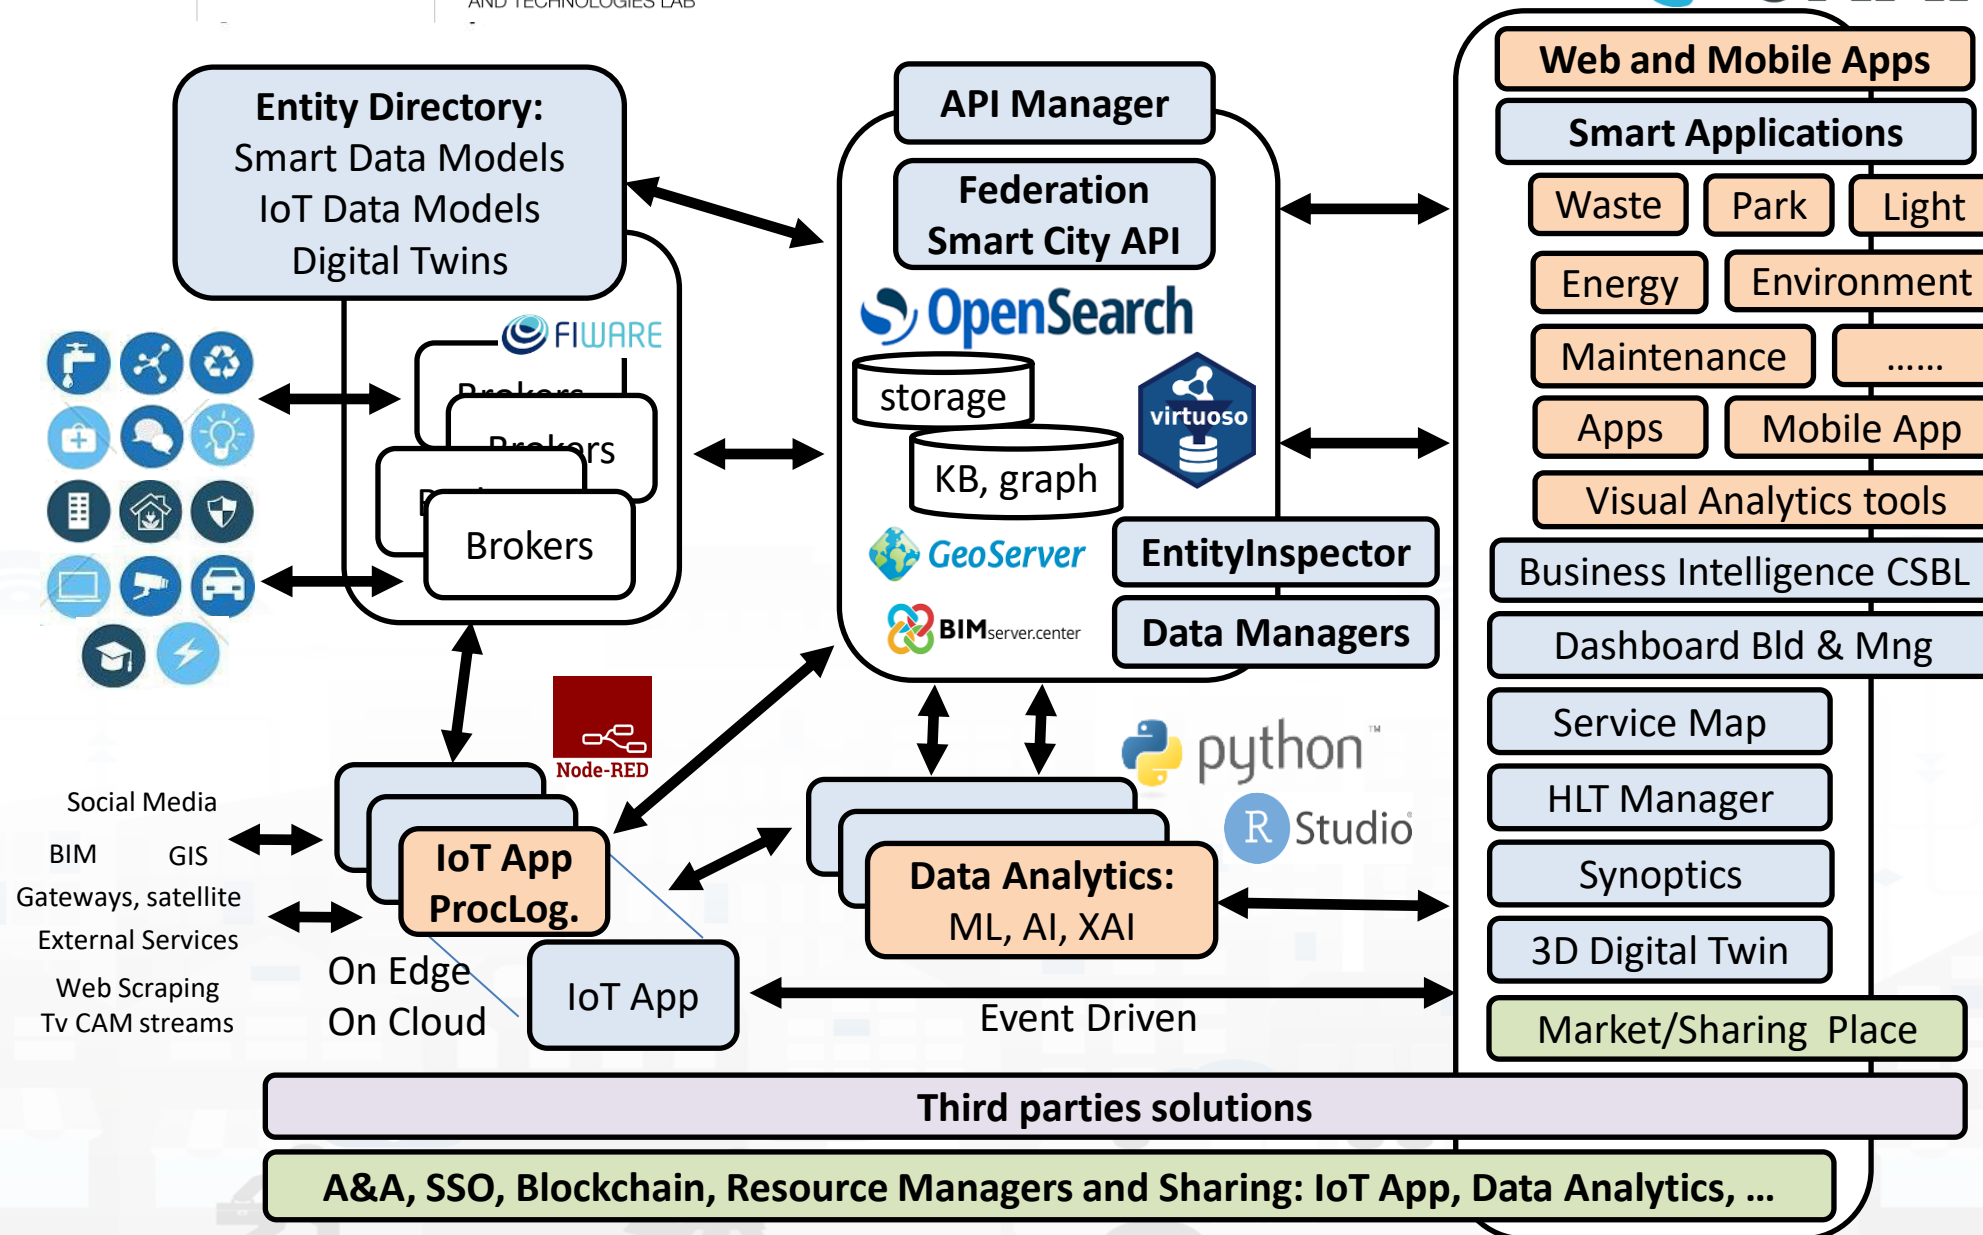 AND TECHNOLOGIES LAB
Entity Directory:
Smart Data Models
IoT Data Models
Digital Twins
FIWARE
Brokers
Brokers
Brokers
API Manager
Federation
Smart City API
OpenSearch
storage
virtuoso
KB, graph
GeoServer
EntityInspector
BIMserver.center
Data Managers
Node-RED
python™
R Studio
Social Media
BIM GIS
Gateways, satellite
External Services
Web Scraping
Tv CAM streams
IoT App
ProcLog.
On Edge
On Cloud
IoT App
Data Analytics:
ML, AI, XAI
Event Driven
Web and Mobile Apps
Smart Applications
Waste Park Light
Energy Environment
Maintenance ......
Apps Mobile App
Visual Analytics tools
Business Intelligence CSBL
Dashboard Bld & Mng
Service Map
HLT Manager
Synoptics
3D Digital Twin
Market/Sharing Place
Third parties solutions
A&A, SSO, Blockchain, Resource Managers and Sharing: IoT App, Data Analytics, ...